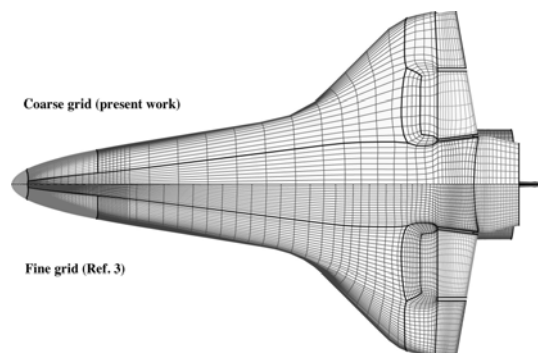 Coarse grid (present work)
Fine grid (Ref. 3)